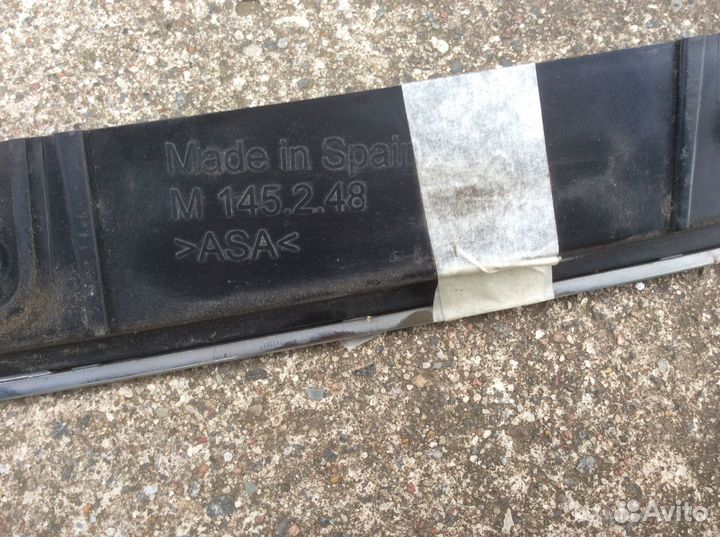 Made in Spain
M 145.2.48
>ASA<
Avito